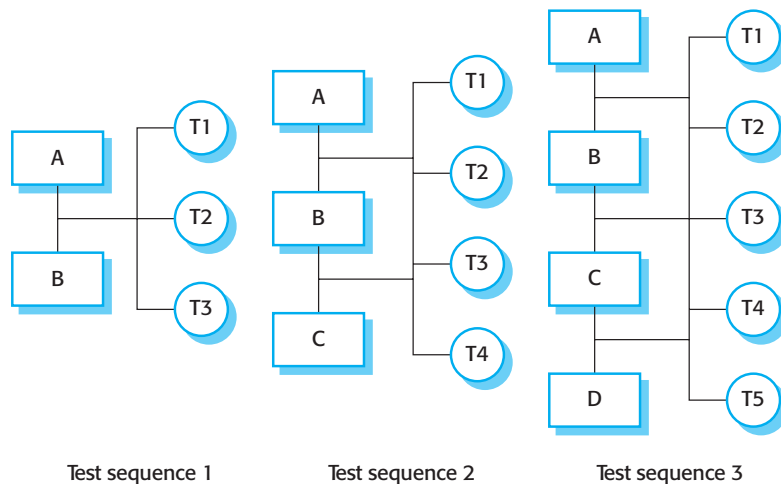 A
B
T1
T2
T3
Test sequence 1
A
B
C
T1
T2
T3
T4
Test sequence 2
A
B
C
D
T1
T2
T3
T4
T5
Test sequence 3